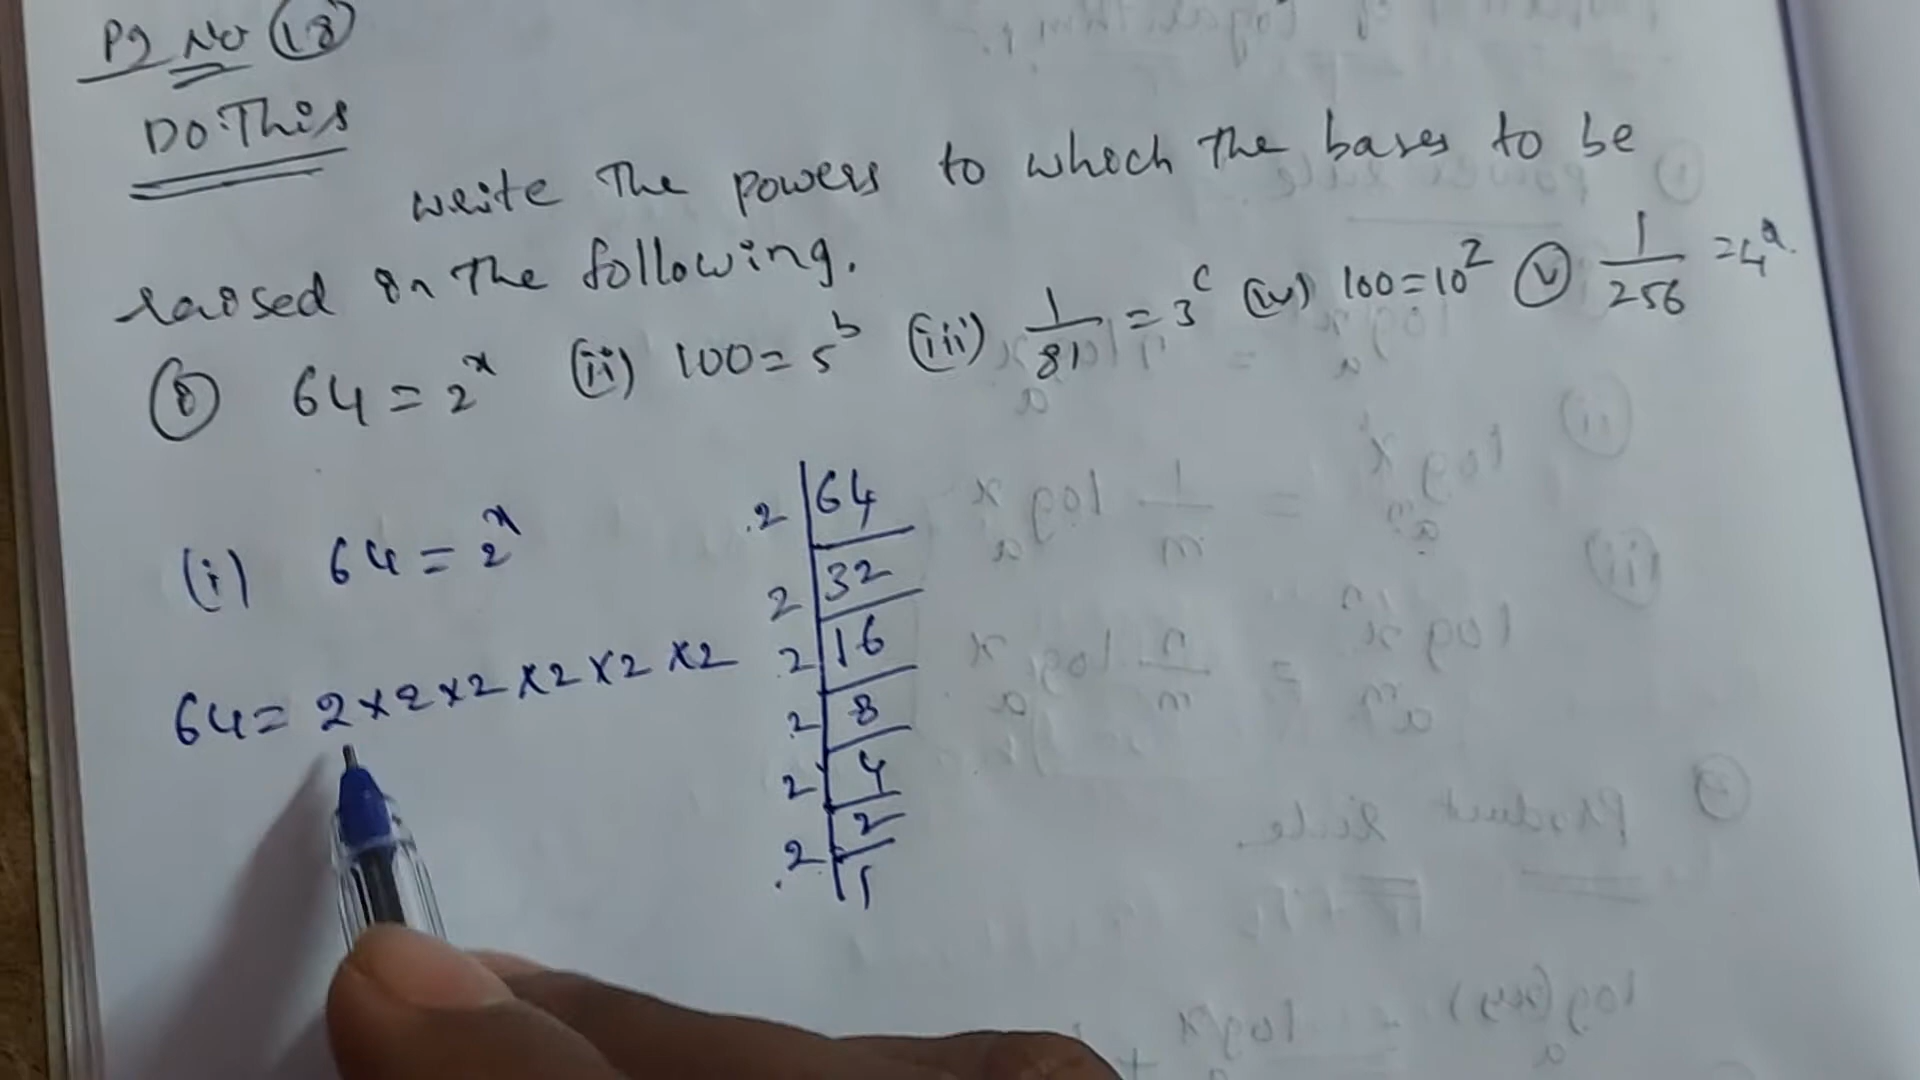 Pg No 18
Do This
write The powers to which The bases to be
raised in The following.
(i) 64 = 2^x (ii) 100 = 5^b (iii) 1/81 = 3^c (iv) 100 = 10^2 (v) 1/256 = 4^a.
(i) 64 = 2^x
64 = 2 × 2 × 2 × 2 × 2 × 2
2 | 64
2 | 32
2 | 16
2 | 8
2 | 4
2 | 2
1